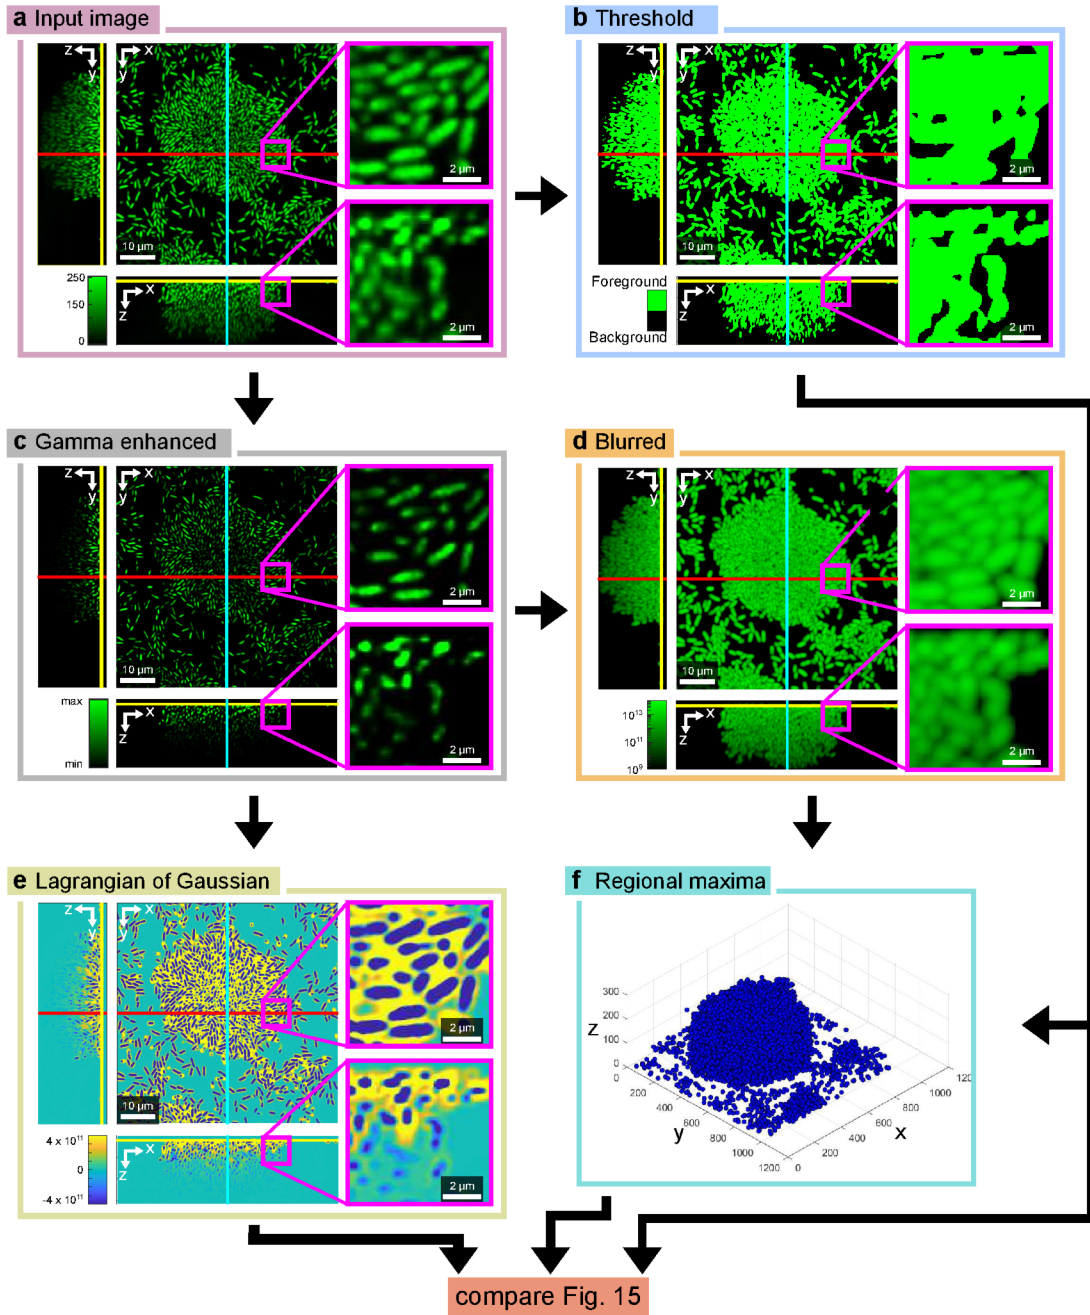 a Input image
z
y
x
y
10 µm
2 µm
2 µm
250
150
0
x
z
b Threshold
z
y
x
y
10 µm
2 µm
2 µm
Foreground
Background
x
z
c Gamma enhanced
z
y
x
y
10 µm
2 µm
2 µm
max
min
x
z
d Blurred
z
y
x
y
10 µm
2 µm
2 µm
10¹³
10¹¹
10⁹
x
z
e Lagrangian of Gaussian
z
y
x
y
10 µm
2 µm
2 µm
4 x 10¹¹
0
-4 x 10¹¹
x
z
f Regional maxima
300
200
100
0
z
0
200
400
600
800
1000
1200
y
0
200
400
600
800
1000
120
x
compare Fig. 15